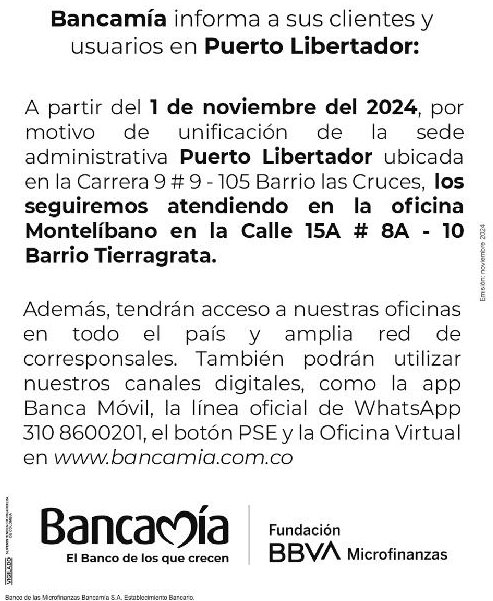 Bancamía informa a sus clientes y
usuarios en Puerto Libertador:
A partir del 1 de noviembre del 2024, por
motivo de unificación de la sede
administrativa Puerto Libertador ubicada
en la Carrera 9 # 9 - 105 Barrio las Cruces, los
seguiremos atendiendo en la oficina
Montelíbano en la Calle 15A # 8A - 10
Barrio Tierragrata.
Además, tendrán acceso a nuestras oficinas
en todo el país y amplia red de
corresponsales. También podrán utilizar
nuestros canales digitales, como la app
Banca Móvil, la línea oficial de WhatsApp
310 8600201, el botón PSE y la Oficina Virtual
en www.bancamia.com.co
Emisión: noviembre 2024
VIGILADO
Bancamía
El Banco de los que crecen
Fundación
BBVA Microfinanzas
Banco de las Microfinanzas Bancamía S.A. Establecimiento Bancario.